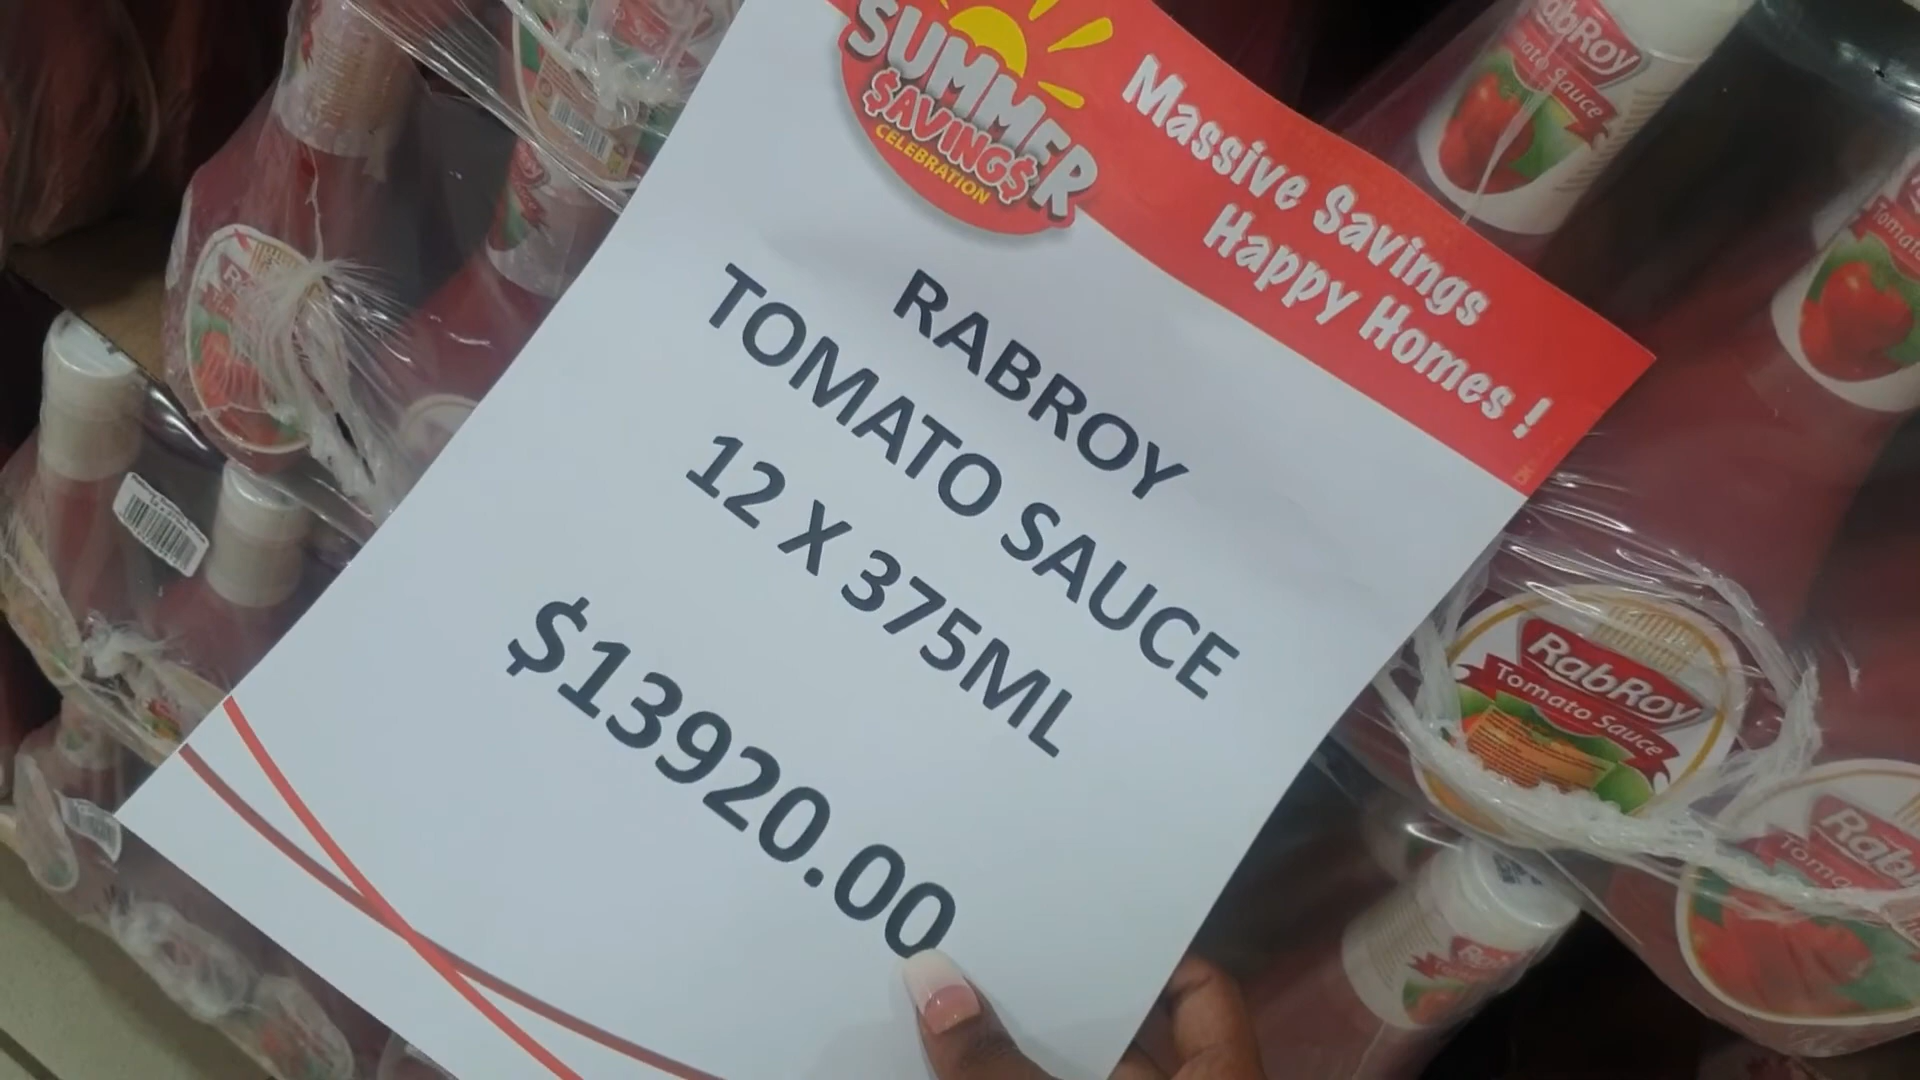 SUMMER
$AVING$
CELEBRATION
Massive Savings
Happy Homes !
RABROY
TOMATO SAUCE
12 X 375ML
$13920.00
RabRoy
Tomato Sauce
RabRoy
Sauce